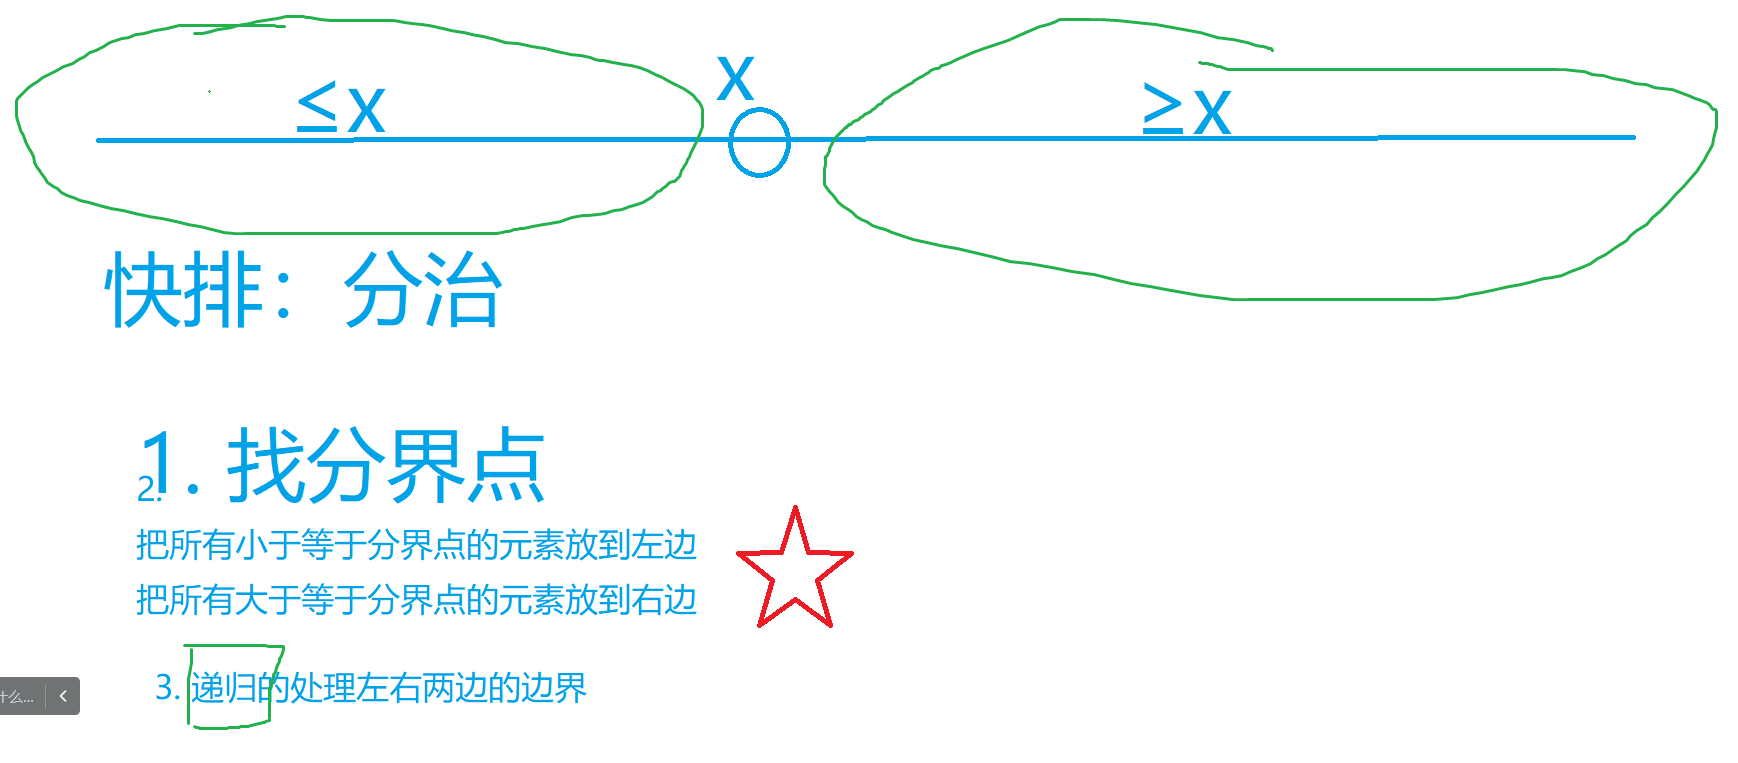 ≤x
x
≥x
快排：分治
1. 找分界点
2.
把所有小于等于分界点的元素放到左边
把所有大于等于分界点的元素放到右边
3. 递归的处理左右两边的边界
什么...